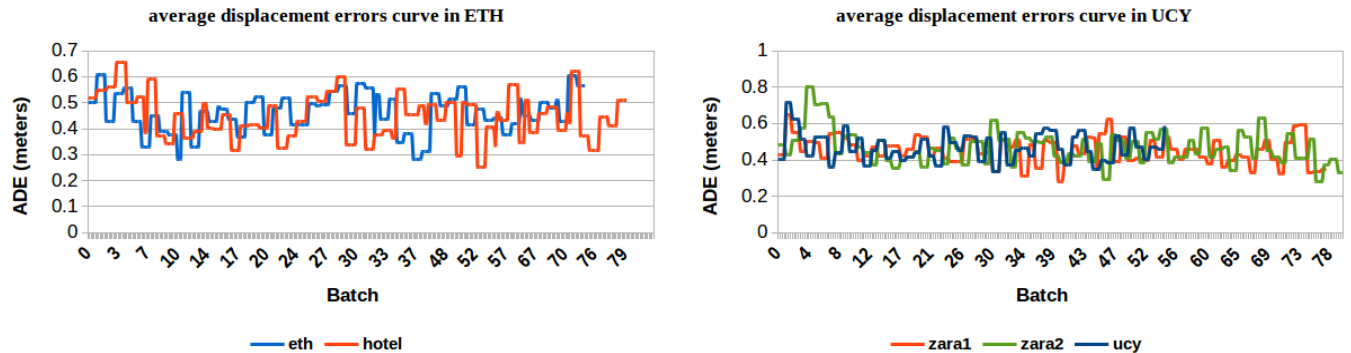 average displacement errors curve in ETH
0.7
0.6
0.5
0.4
0.3
0.2
0.1
0
ADE (meters)
0 3 7 10 14 17 20 24 27 30 33 37 48 52 57 60 66 70 76 79
Batch
eth hotel
average displacement errors curve in UCY
1
0.8
0.6
0.4
0.2
0
ADE (meters)
0 4 8 12 16 21 26 30 34 39 43 47 51 56 60 65 69 73 78
Batch
zara1 zara2 ucy